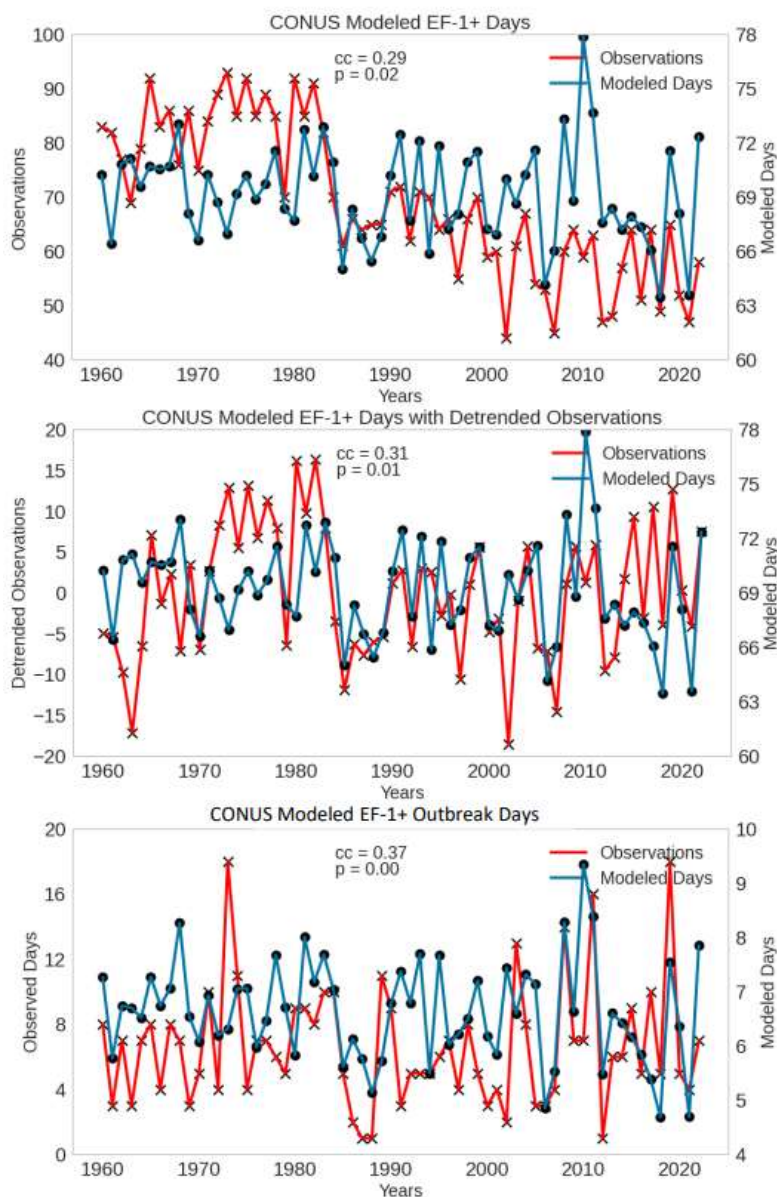 CONUS Modeled EF-1+ Days
cc = 0.29
p = 0.02
Observations
Modeled Days
100
90
80
70
60
50
40
Observations
78
75
72
69
66
63
60
Modeled Days
1960 1970 1980 1990 2000 2010 2020
Years
CONUS Modeled EF-1+ Days with Detrended Observations
cc = 0.31
p = 0.01
Observations
Modeled Days
20
15
10
5
0
−5
−10
−15
−20
Detrended Observations
78
75
72
69
66
63
60
Modeled Days
1960 1970 1980 1990 2000 2010 2020
Years
CONUS Modeled EF-1+ Outbreak Days
cc = 0.37
p = 0.00
Observations
Modeled Days
20
16
12
8
4
0
Observed Days
10
9
8
7
6
5
4
Modeled Days
1960 1970 1980 1990 2000 2010 2020
Years